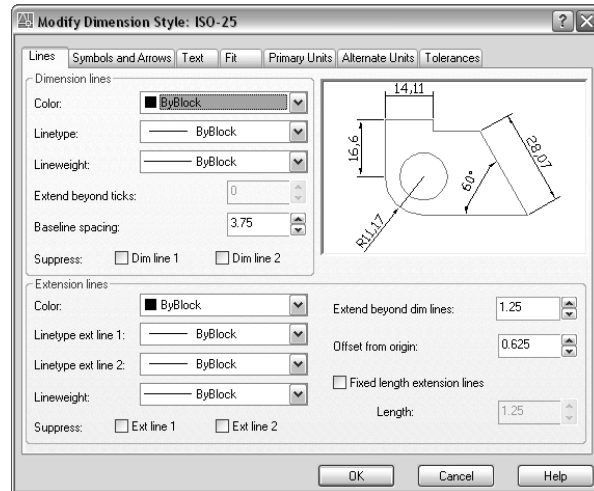 Modify Dimension Style: ISO-25
Lines Symbols and Arrows Text Fit Primary Units Alternate Units Tolerances
Dimension lines
Color: ByBlock
Linetype: ByBlock
Lineweight: ByBlock
Extend beyond ticks: 0
Baseline spacing: 3.75
Suppress: Dim line 1 Dim line 2
14,11
16,6
28,07
60°
R11,17
Extension lines
Color: ByBlock
Linetype ext line 1: ByBlock
Linetype ext line 2: ByBlock
Lineweight: ByBlock
Suppress: Ext line 1 Ext line 2
Extend beyond dim lines: 1.25
Offset from origin: 0.625
Fixed length extension lines
Length: 1.25
OK Cancel Help